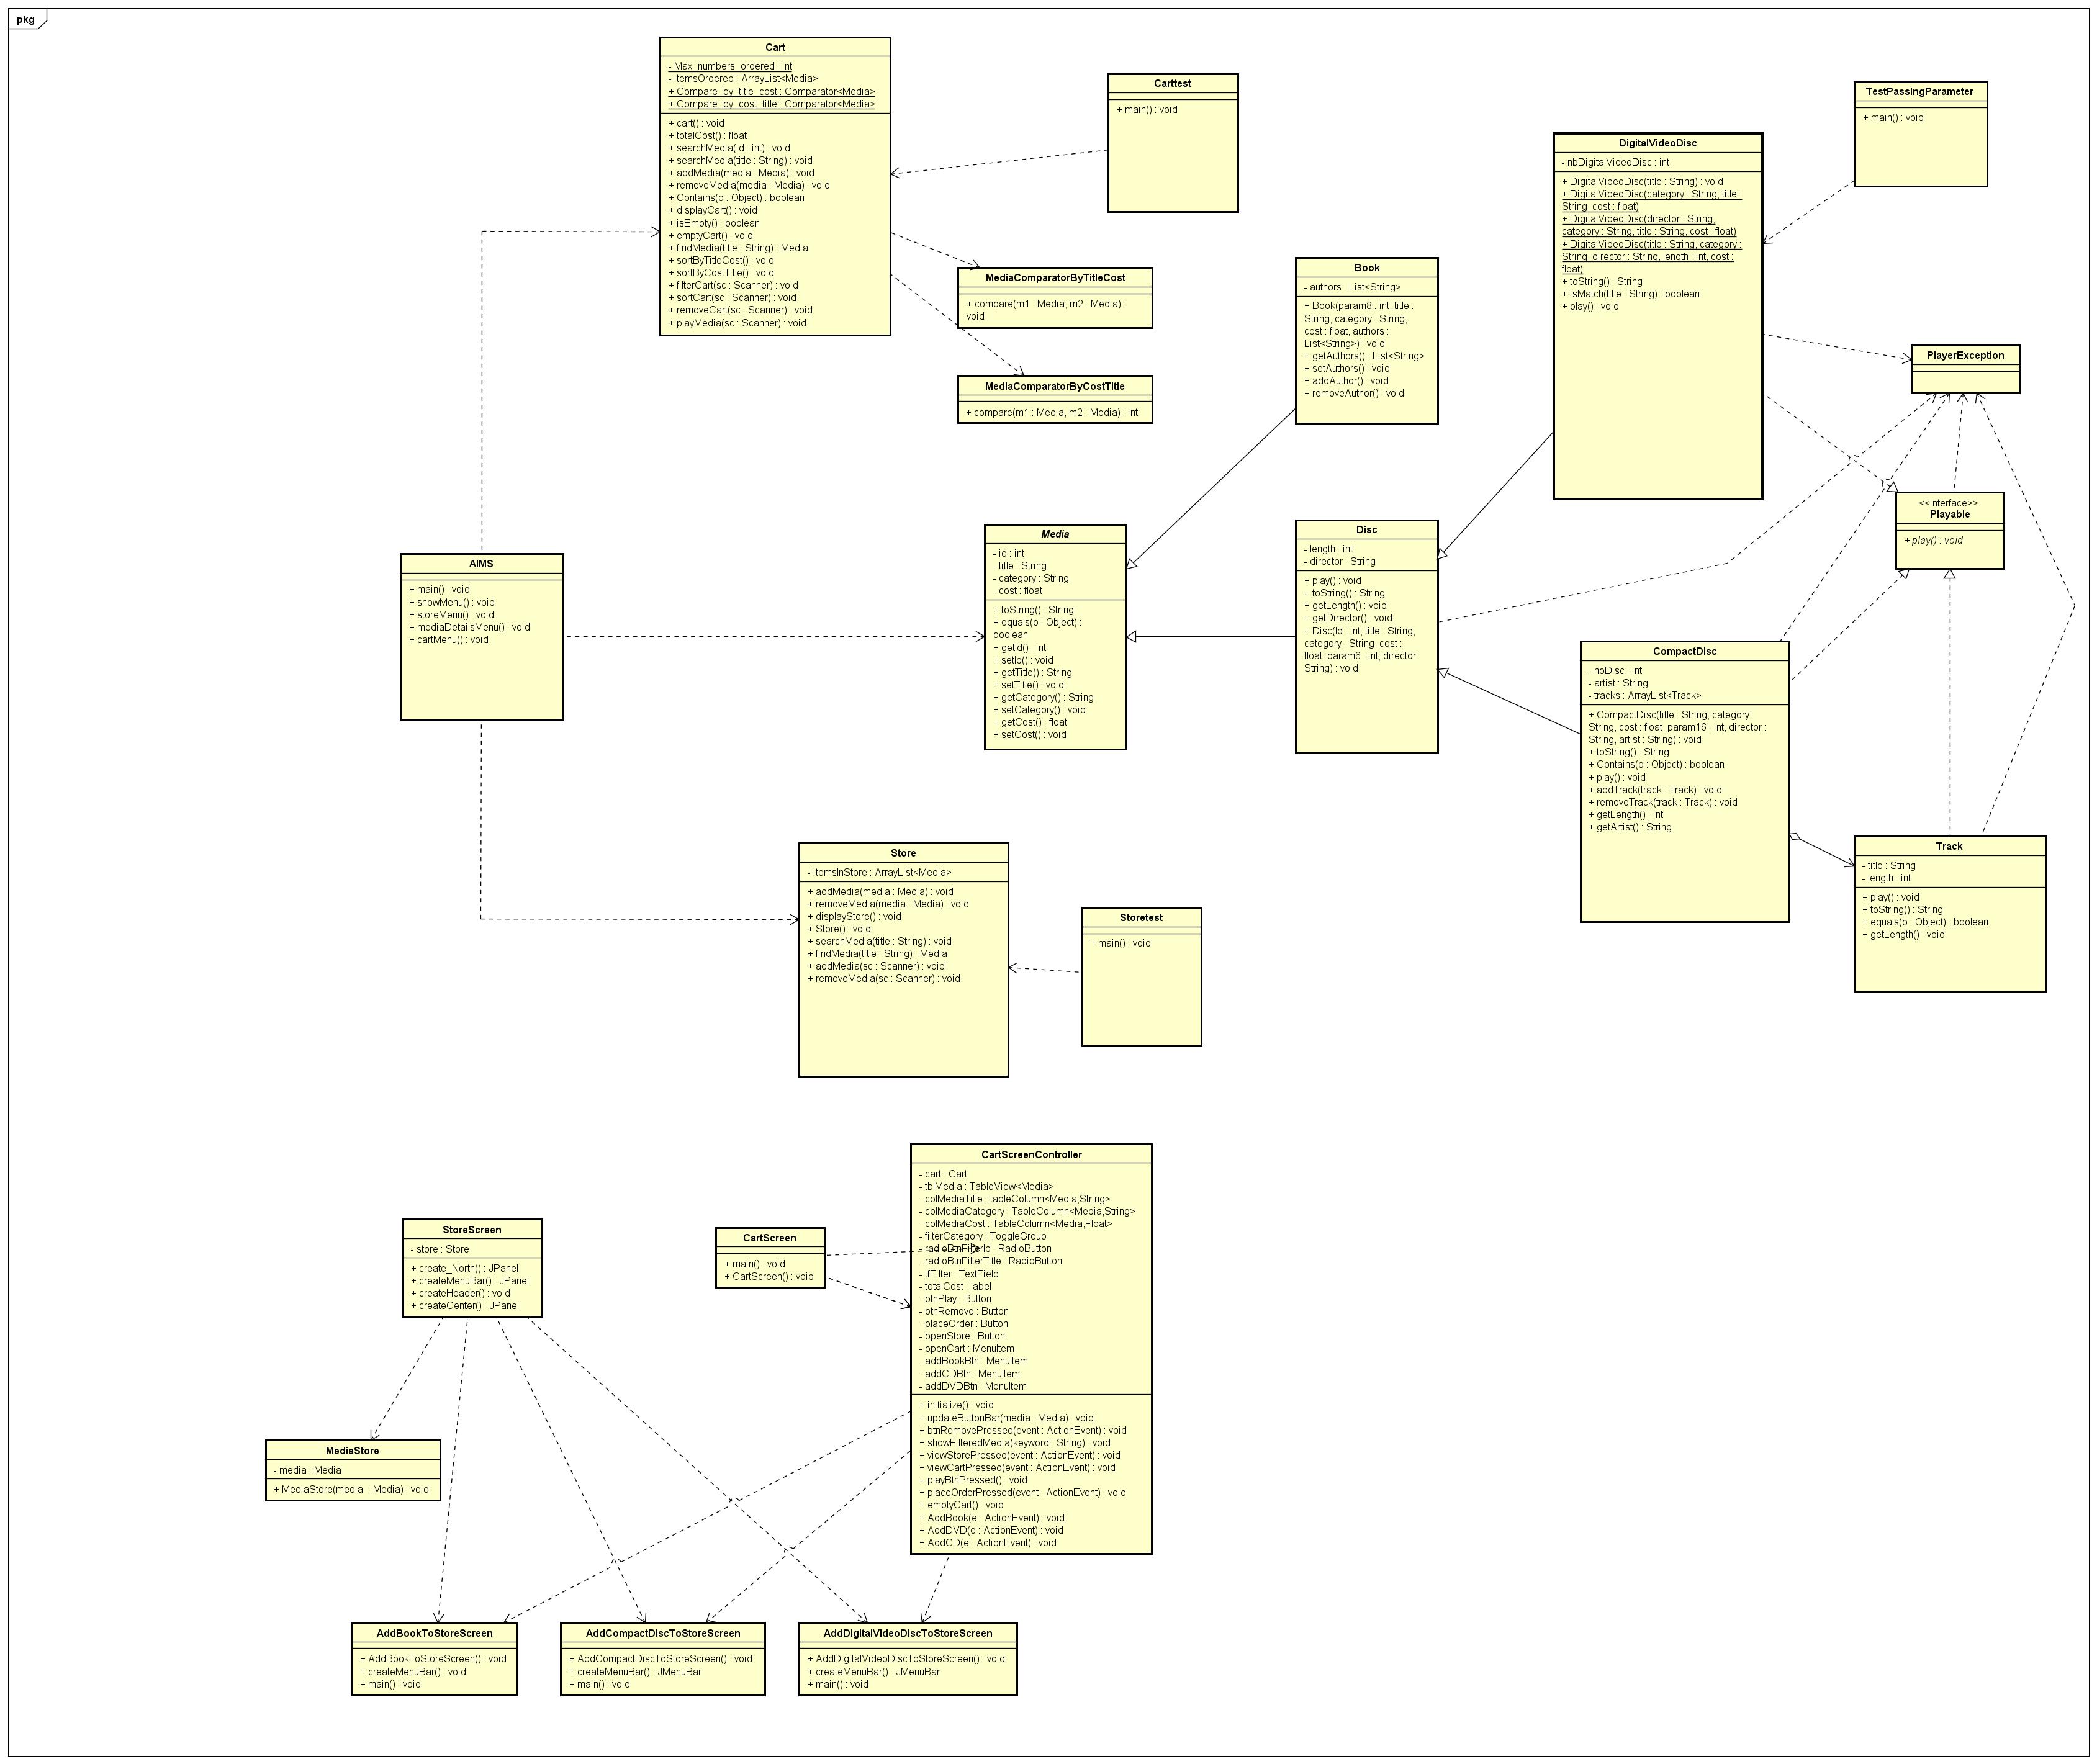 pkg
Cart
- Max_numbers_ordered : int
- itemsOrdered : ArrayList<Media>
+ Compare_by_title_cost : Comparator<Media>
+ Compare_by_cost_title : Comparator<Media>
+ cart() : void
+ totalCost() : float
+ searchMedia(id : int) : void
+ searchMedia(title : String) : void
+ addMedia(media : Media) : void
+ removeMedia(media : Media) : void
+ Contains(o : Object) : boolean
+ displayCart() : void
+ isEmpty() : boolean
+ emptyCart() : void
+ findMedia(title : String) : Media
+ sortByTitleCost() : void
+ sortByCostTitle() : void
+ filterCart(sc : Scanner) : void
+ sortCart(sc : Scanner) : void
+ removeCart(sc : Scanner) : void
+ playMedia(sc : Scanner) : void
Carttest
+ main() : void
TestPassingParameter
+ main() : void
DigitalVideoDisc
- nbDigitalVideoDisc : int
+ DigitalVideoDisc(title : String) : void
+ DigitalVideoDisc(category : String, title :
String, cost : float)
+ DigitalVideoDisc(director : String,
category : String, title : String, cost : float)
+ DigitalVideoDisc(title : String, category :
String, director : String, length : int, cost :
float)
+ toString() : String
+ isMatch(title : String) : boolean
+ play() : void
MediaComparatorByTitleCost
+ compare(m1 : Media, m2 : Media) :
void
MediaComparatorByCostTitle
+ compare(m1 : Media, m2 : Media) : int
Book
- authors : List<String>
+ Book(param8 : int, title :
String, category : String,
cost : float, authors :
List<String>) : void
+ getAuthors() : List<String>
+ setAuthors() : void
+ addAuthor() : void
+ removeAuthor() : void
PlayerException
<<interface>>
Playable
+ play() : void
AIMS
+ main() : void
+ showMenu() : void
+ storeMenu() : void
+ mediaDetailsMenu() : void
+ cartMenu() : void
Media
- id : int
- title : String
- category : String
- cost : float
+ toString() : String
+ equals(o : Object) :
boolean
+ getId() : int
+ setId() : void
+ getTitle() : String
+ setTitle() : void
+ getCategory() : String
+ setCategory() : void
+ getCost() : float
+ setCost() : void
Disc
- length : int
- director : String
+ play() : void
+ toString() : String
+ getLength() : void
+ getDirector() : void
+ Disc(Id : int, title : String,
category : String, cost :
float, param6 : int, director :
String) : void
CompactDisc
- nbDisc : int
- artist : String
- tracks : ArrayList<Track>
+ CompactDisc(title : String, category :
String, cost : float, param16 : int, director :
String, artist : String) : void
+ toString() : String
+ Contains(o : Object) : boolean
+ play() : void
+ addTrack(track : Track) : void
+ removeTrack(track : Track) : void
+ getLength() : int
+ getArtist() : String
Track
- title : String
- length : int
+ play() : void
+ toString() : String
+ equals(o : Object) : boolean
+ getLength() : void
Store
- itemsInStore : ArrayList<Media>
+ addMedia(media : Media) : void
+ removeMedia(media : Media) : void
+ displayStore() : void
+ Store() : void
+ searchMedia(title : String) : void
+ findMedia(title : String) : Media
+ addMedia(sc : Scanner) : void
+ removeMedia(sc : Scanner) : void
Storetest
+ main() : void
CartScreenController
- cart : Cart
- tblMedia : TableView<Media>
- colMediaTitle : tableColumn<Media,String>
- colMediaCategory : TableColumn<Media,String>
- colMediaCost : TableColumn<Media,Float>
- filterCategory : ToggleGroup
- radioBtnFilterId : RadioButton
- radioBtnFilterTitle : RadioButton
- tfFilter : TextField
- totalCost : label
- btnPlay : Button
- btnRemove : Button
- placeOrder : Button
- openStore : Button
- openCart : MenuItem
- addBookBtn : MenuItem
- addCDBtn : MenuItem
- addDVDBtn : MenuItem
+ initialize() : void
+ updateButtonBar(media : Media) : void
+ btnRemovePressed(event : ActionEvent) : void
+ showFilteredMedia(keyword : String) : void
+ viewStorePressed(event : ActionEvent) : void
+ viewCartPressed(event : ActionEvent) : void
+ playBtnPressed() : void
+ placeOrderPressed(event : ActionEvent) : void
+ emptyCart() : void
+ AddBook(e : ActionEvent) : void
+ AddDVD(e : ActionEvent) : void
+ AddCD(e : ActionEvent) : void
StoreScreen
- store : Store
+ create_North() : JPanel
+ createMenuBar() : JPanel
+ createHeader() : void
+ createCenter() : JPanel
CartScreen
+ main() : void
+ CartScreen() : void
MediaStore
- media : Media
+ MediaStore(media : Media) : void
AddBookToStoreScreen
+ AddBookToStoreScreen() : void
+ createMenuBar() : void
+ main() : void
AddCompactDiscToStoreScreen
+ AddCompactDiscToStoreScreen() : void
+ createMenuBar() : JMenuBar
+ main() : void
AddDigitalVideoDiscToStoreScreen
+ AddDigitalVideoDiscToStoreScreen() : void
+ createMenuBar() : JMenuBar
+ main() : void